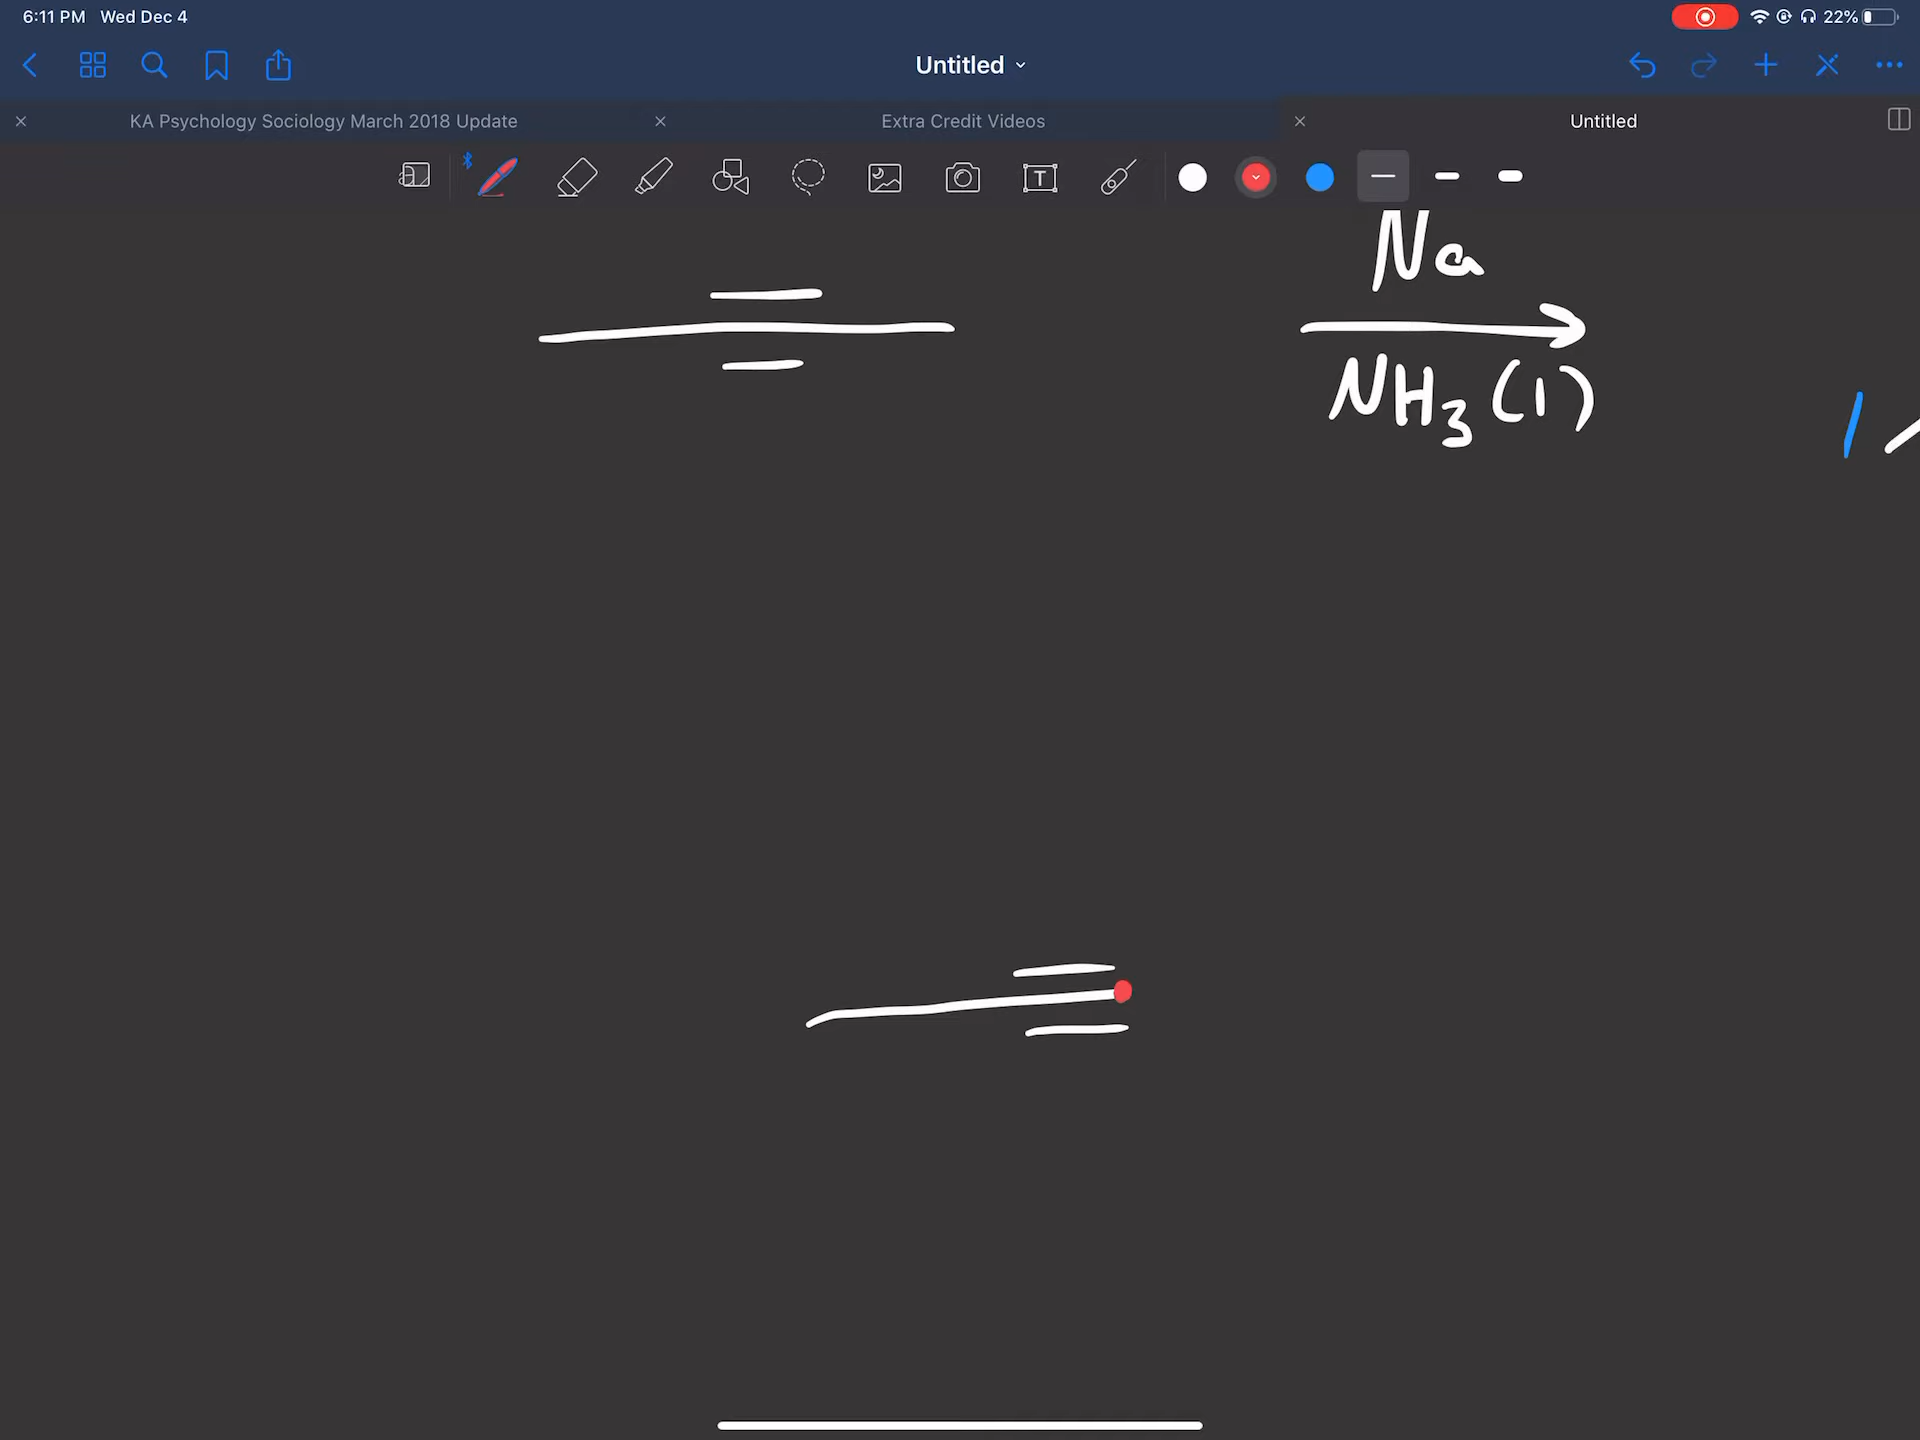 6:11 PM Wed Dec 4
22%
Untitled
KA Psychology Sociology March 2018 Update
Extra Credit Videos
Untitled
T
Na
NH₃ (l)